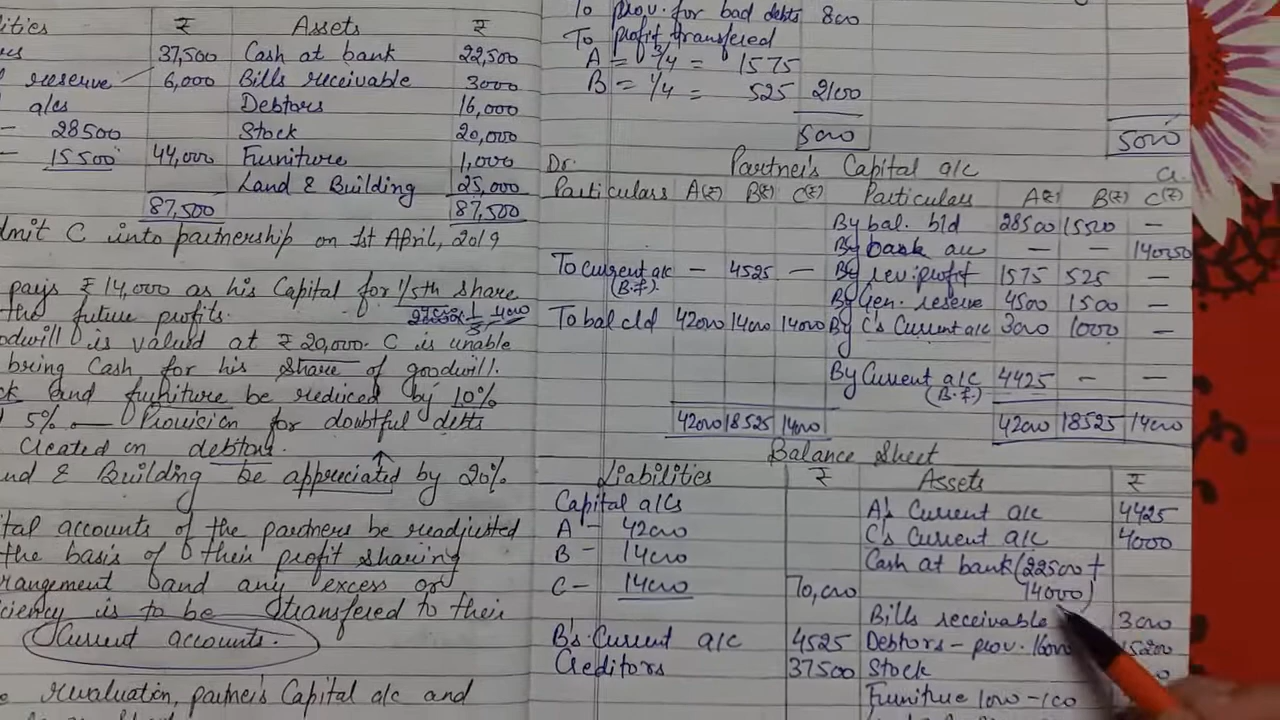 lities ₹ Assets ₹
37,500 Cash at bank 22,500
reserve 6,000 Bills receivable 3000
a/cs Debtors 16,000
- 28500 Stock 20,000
- 15500 44,000 Furniture 1,000
Land & Building 25,000
87,500 87,500
dmit C into partnership on 1st April, 2019
pays ₹14,000 as his Capital for 1/5th share
the future profits.
odwill is valued at ₹20,000. C is unable
bring Cash, for his share of goodwill.
ck and furniture be reduced by 10%
5% Provision for doubtful debts
created on debtors.
und & Building be appreciated by 20%.
ital accounts of the partners be readjusted
the basis of their profit sharing
rangement and any excess or
ciency is to be transfered to their
Current accounts.
revaluation, partner's Capital a/c and
To prov. for bad debts 800
To profit transfered
A = 3/4 = 1575
B = 1/4 = 525 2100
5000 5000
Dr. Partner's Capital a/c Cr.
Particulars A(₹) B(₹) C(₹) Particulars A(₹) B(₹) C(₹)
By bal. b/d 28500 15500 -
By bank a/c - - 14000
To current a/c - 4525 - By rev. profit 1575 525 -
(B.f).
By Gen. reserve 4500 1500 -
To bal c/d 42000 14000 14000 By C's Current a/c 3000 1000 -
By Current a/c 4425 - -
(B.f.)
42000 18525 14000 42000 18525 14000
Balance Sheet
Liabilities ₹ Assets ₹
Capital a/cs A's Current a/c 4425
A - 42000 C's Current a/c 4000
B - 14000 Cash at bank (22500+
C - 14000 70,000 14000)
Bills receivable 3000
B's Current a/c 4525 Debtors - prov. 16000 15200
Creditors 37500 Stock
Furniture 1000-100